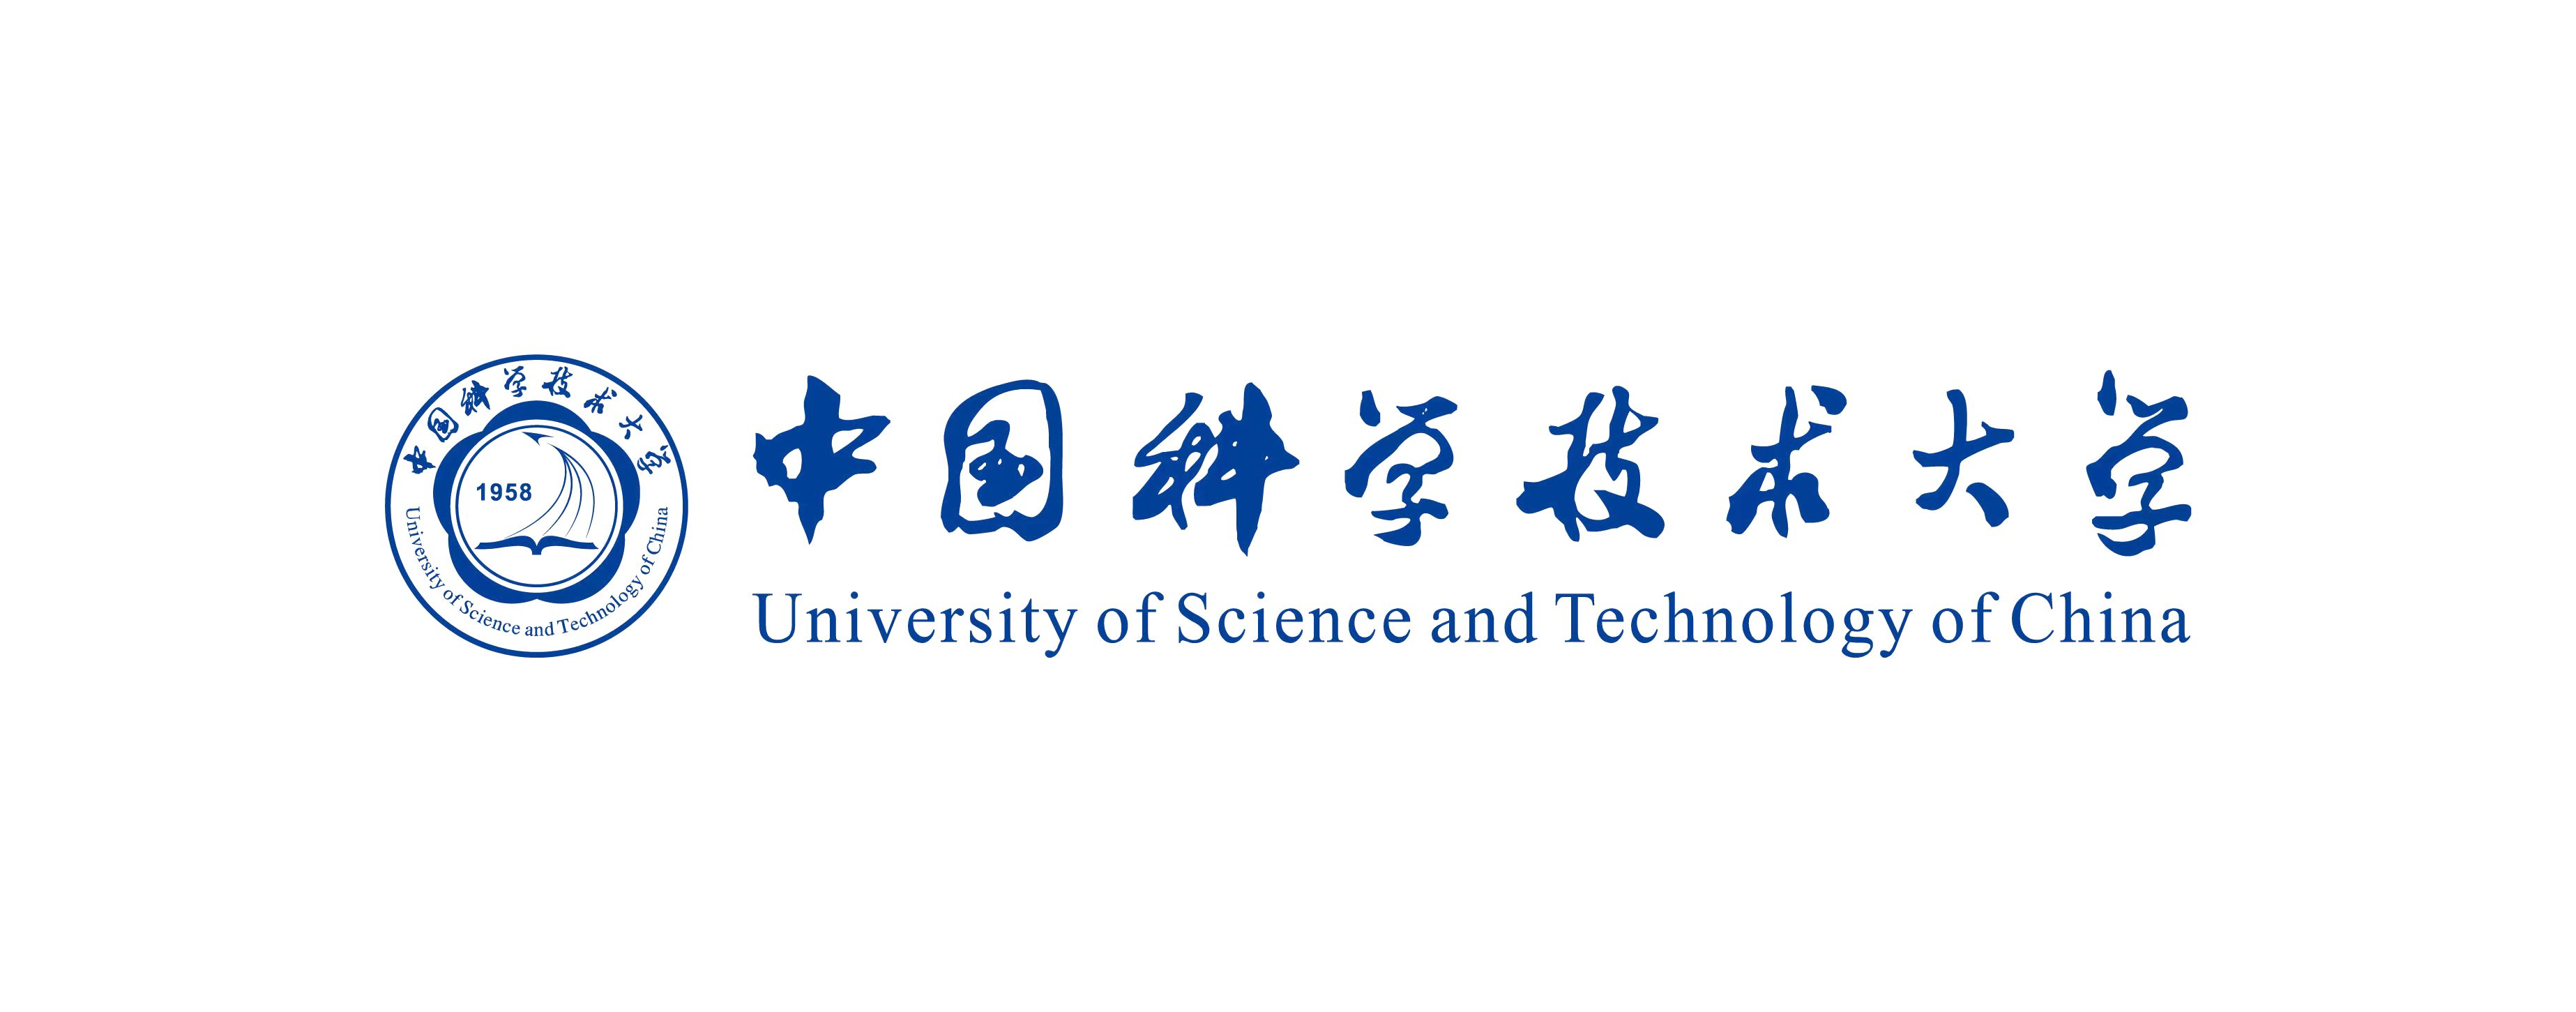 中国科学技术大学
1958
University of Science and Technology of China
中国科学技术大学
University of Science and Technology of China